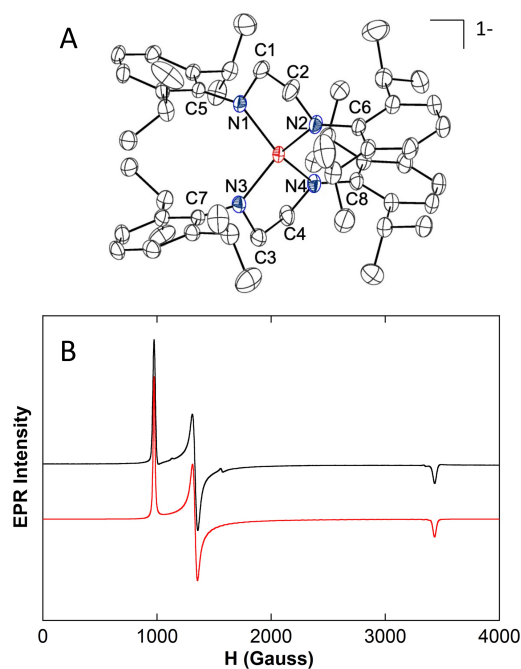 A
1-
C1
C2
C5
N1
N2
C6
N3
N4
C7
C8
C4
C3
B
EPR Intensity
0 1000 2000 3000 4000
H (Gauss)